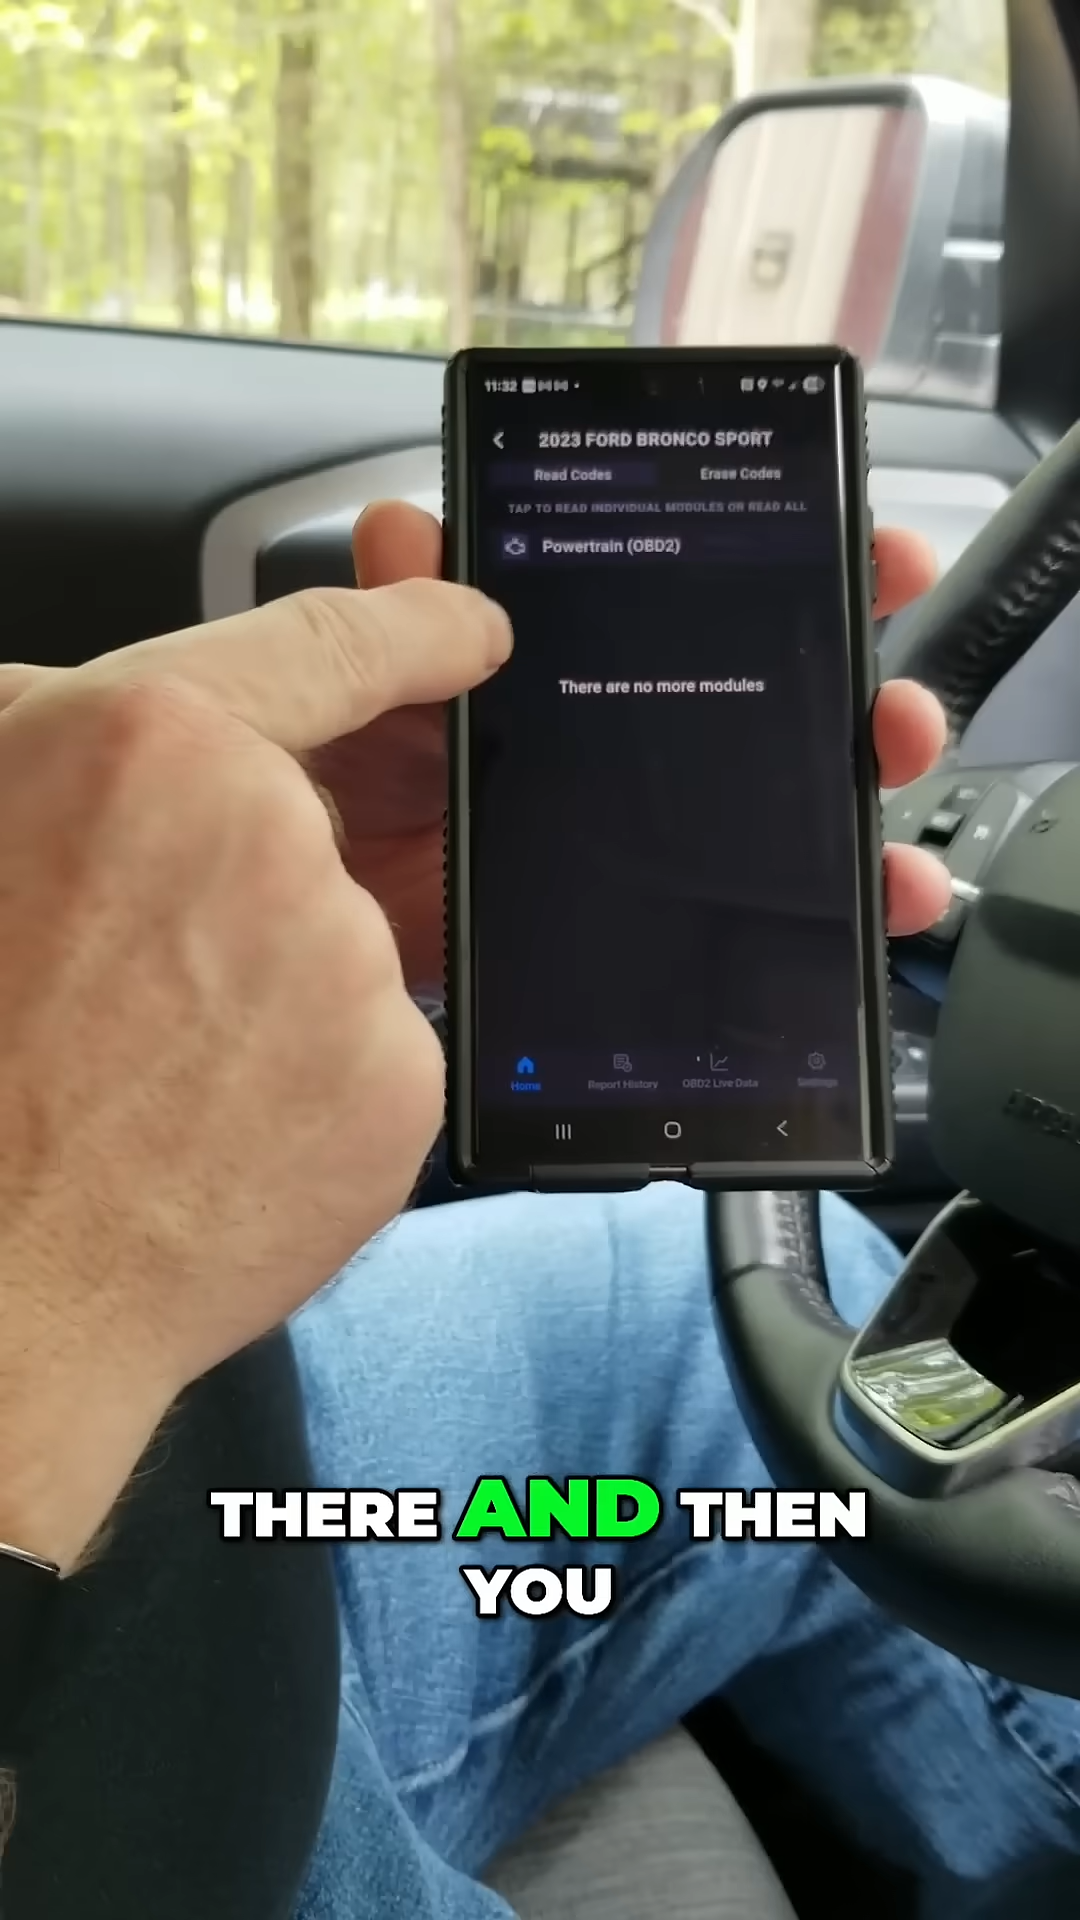 11:32
2023 FORD BRONCO SPORT
Read Codes
Erase Codes
TAP TO READ INDIVIDUAL MODULES OR READ ALL
Powertrain (OBD2)
There are no more modules
Home
Report History
OBD2 Live Data
Settings
THERE AND THEN
YOU